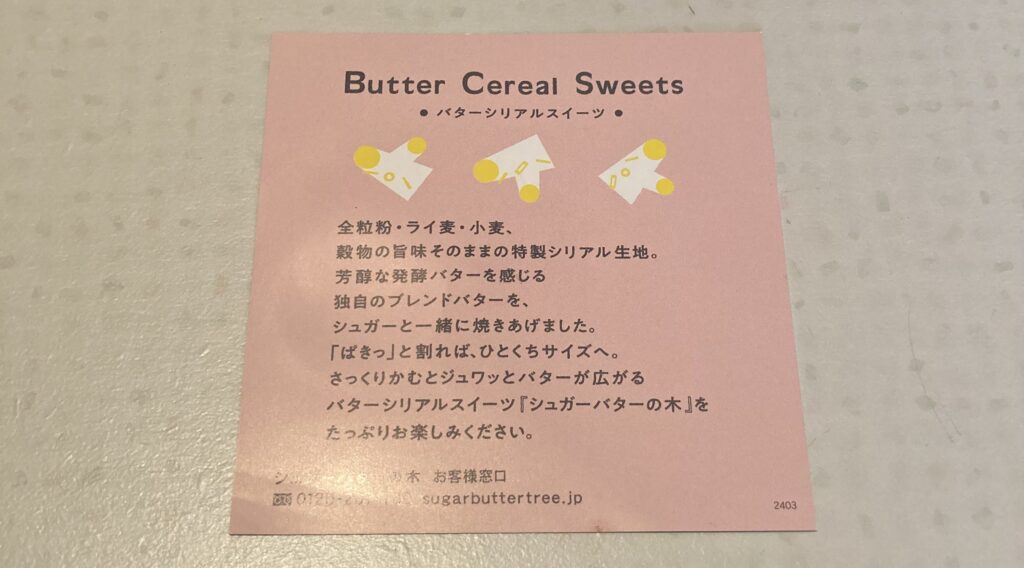 Butter Cereal Sweets
● バターシリアルスイーツ ●
全粒粉・ライ麦・小麦、
穀物の旨味そのままの特製シリアル生地。
芳醇な発酵バターを感じる
独自のブレンドバターを、
シュガーと一緒に焼きあげました。
「ぱきっ」と割れば、ひとくちサイズへ。
さっくりかむとジュワッとバターが広がる
バターシリアルスイーツ『シュガーバターの木』を
たっぷりお楽しみください。
お客様窓口
sugarbuttertree.jp
2403